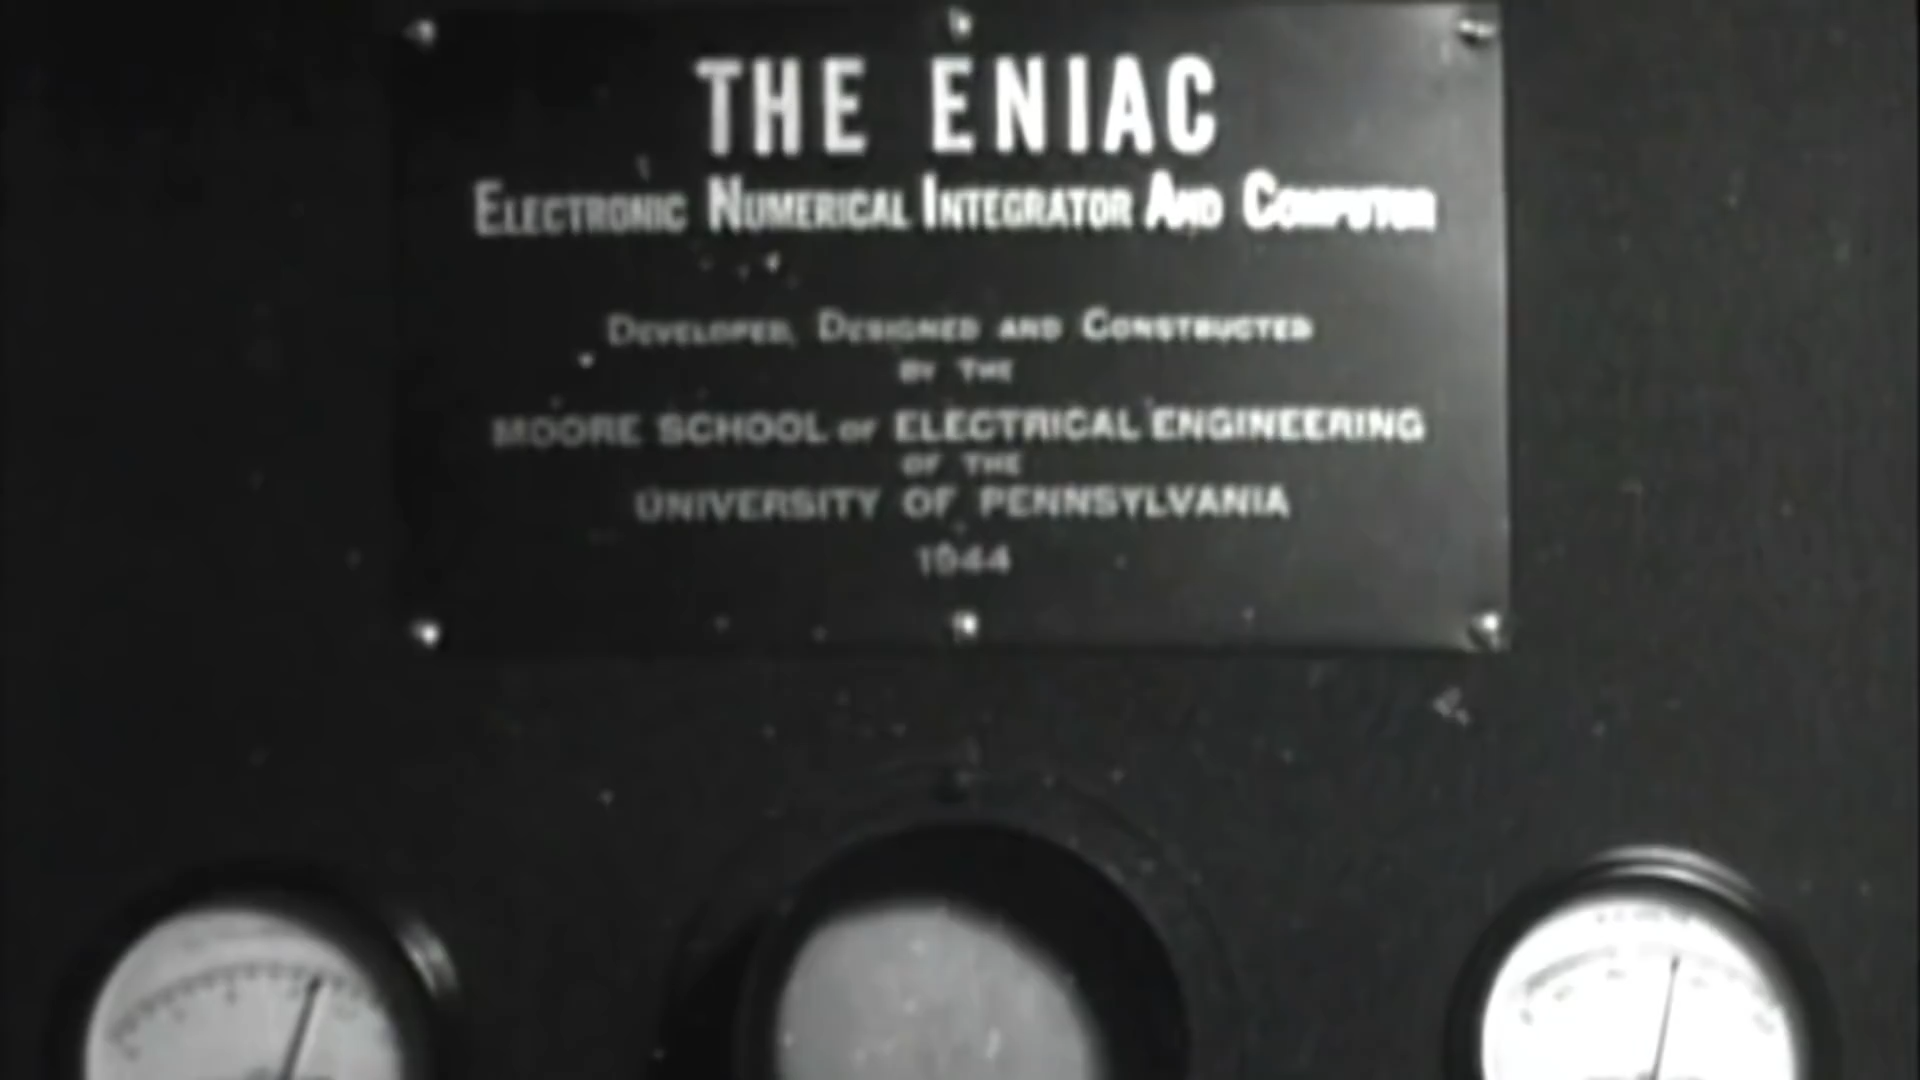 THE ENIAC
ELECTRONIC NUMERICAL INTEGRATOR AND COMPUTOR
DEVELOPED, DESIGNED AND CONSTRUCTED
BY THE
MOORE SCHOOL OF ELECTRICAL ENGINEERING
OF THE
UNIVERSITY OF PENNSYLVANIA
1944